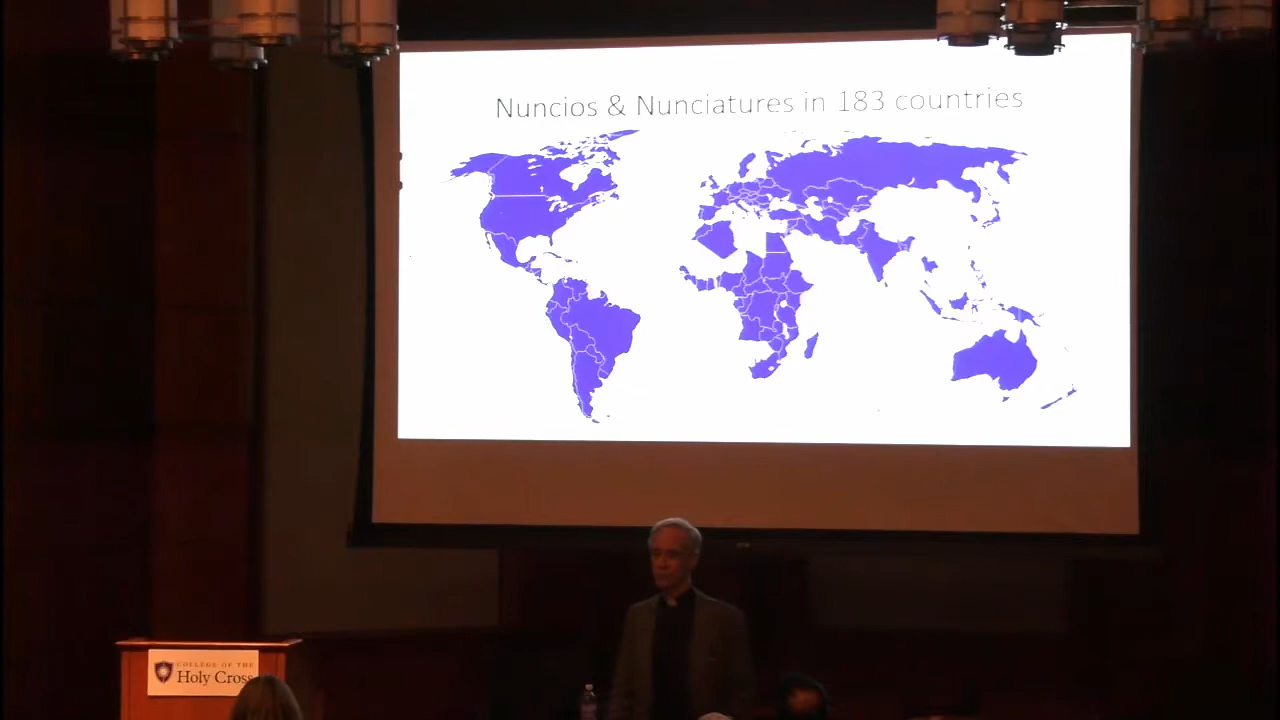 Nuncios & Nunciatures in 183 countries
COLLEGE OF THE
Holy Cross